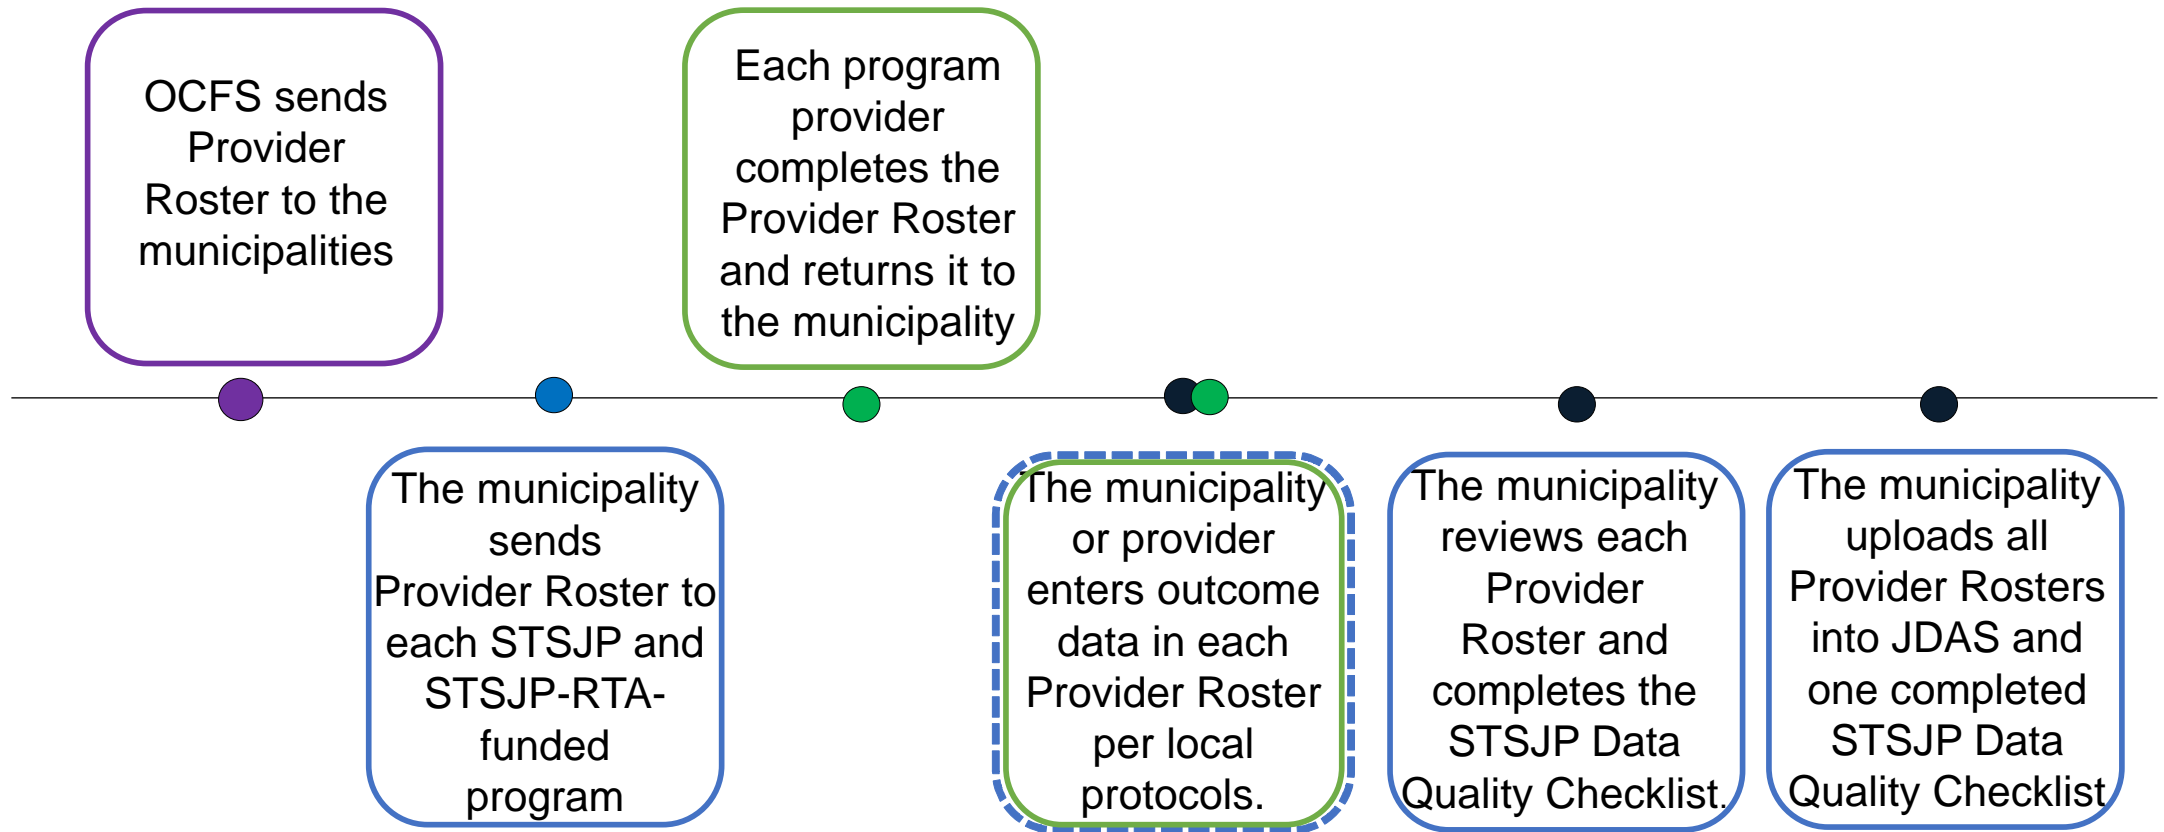 OCFS sends
Provider
Roster to the
municipalities
The municipality
sends
Provider Roster to
each STSJP and
STSJP-RTA-
funded
program
Each program
provider
completes the
Provider Roster
and returns it to
the municipality
The municipality
or provider
enters outcome
data in each
Provider Roster
per local
protocols.
The municipality
reviews each
Provider
Roster and
completes the
STSJP Data
Quality Checklist.
The municipality
uploads all
Provider Rosters
into JDAS and
one completed
STSJP Data
Quality Checklist